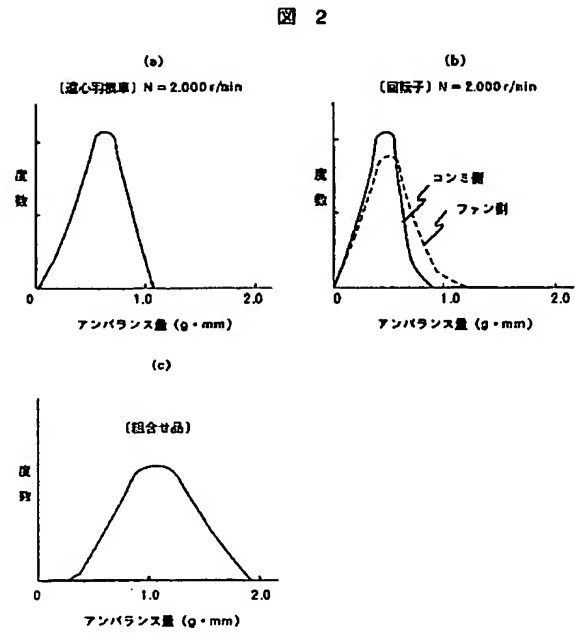 図 2
(a)
〔遠心羽根車〕N = 2.000 r/min
度数
0 1.0 2.0
アンバランス量 (g・mm)
(b)
〔回転子〕N = 2.000 r/min
度数
コンミ側
ファン側
0 1.0 2.0
アンバランス量 (g・mm)
(c)
〔組合せ品〕
度数
0 1.0 2.0
アンバランス量 (g・mm)